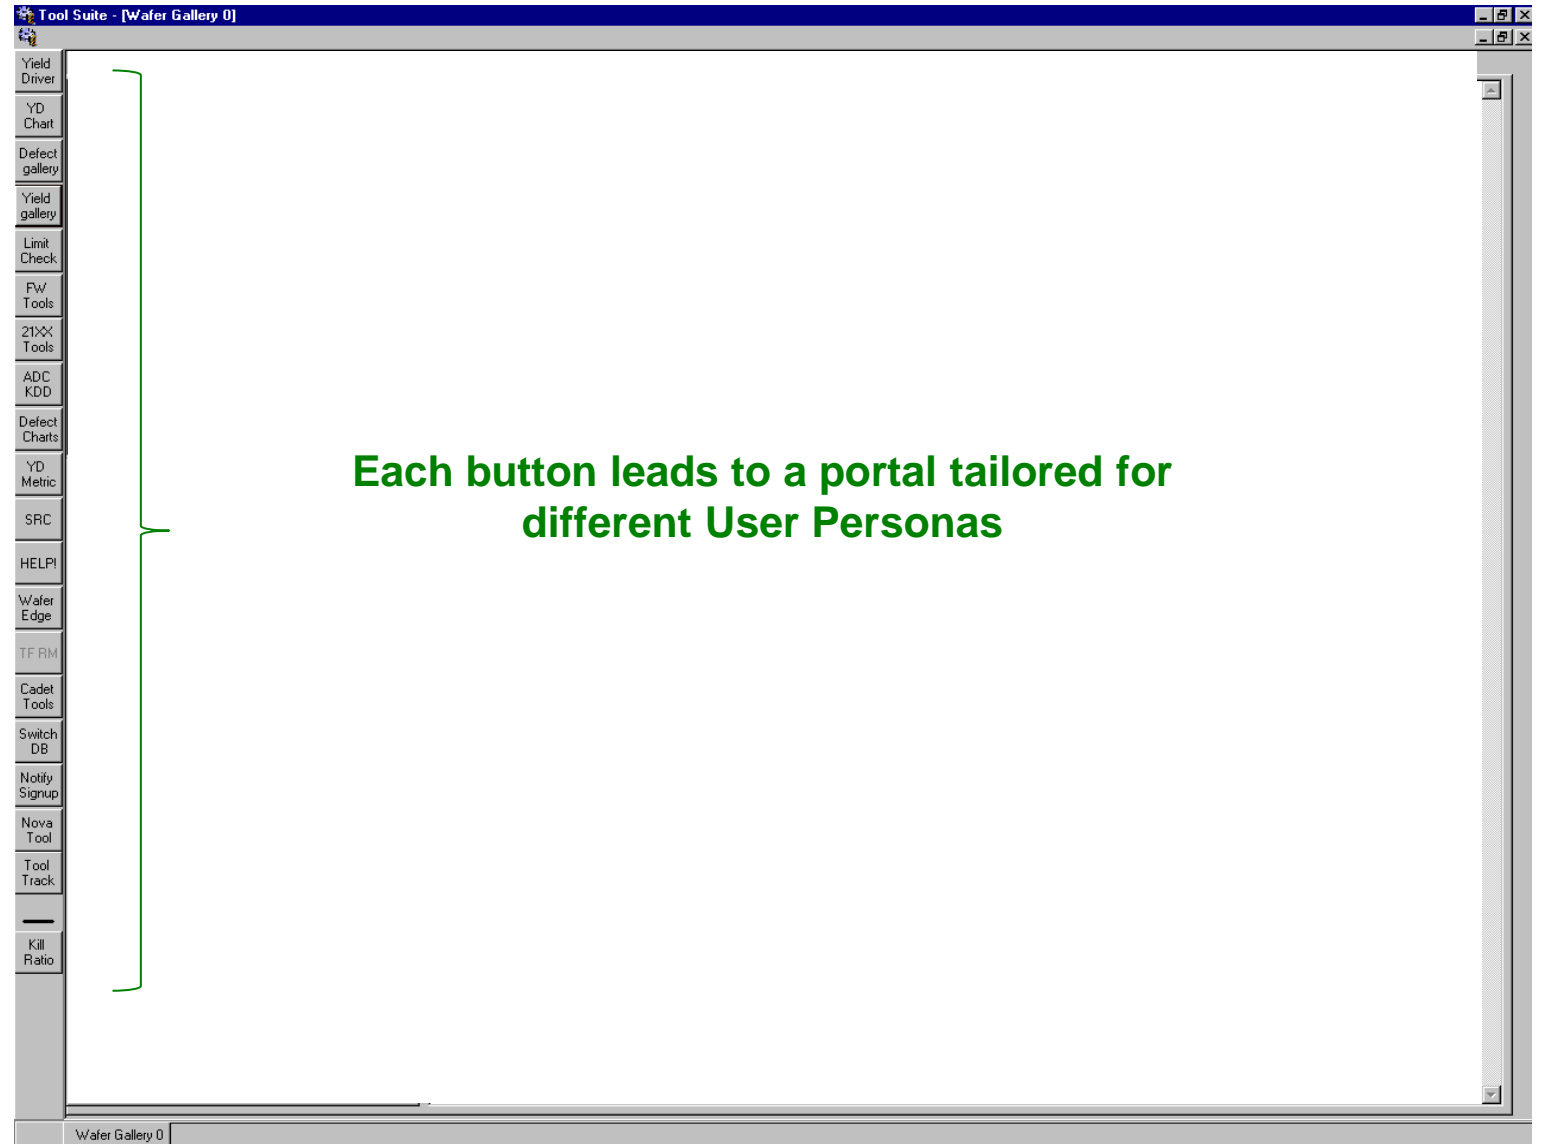 Tool Suite - [Wafer Gallery 0]
Yield
Driver
YD
Chart
Defect
gallery
Yield
gallery
Limit
Check
FW
Tools
21XX
Tools
ADC
KDD
Defect
Charts
YD
Metric
SRC
HELP!
Wafer
Edge
TF RM
Cadet
Tools
Switch
DB
Notify
Signup
Nova
Tool
Tool
Track
Kill
Ratio
Each button leads to a portal tailored for
different User Personas
Wafer Gallery 0